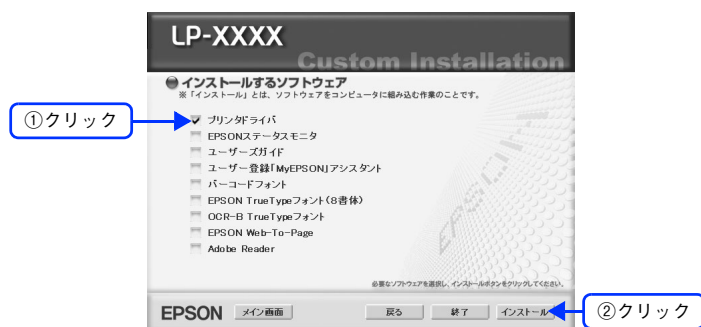 LP-XXXX
Custom Installation
インストールするソフトウェア
※「インストール」とは、ソフトウェアをコンピュータに組み込む作業のことです。
①クリック
プリンタドライバ
EPSONステータスモニタ
ユーザーズガイド
ユーザー登録「MyEPSON」アシスタント
バーコードフォント
EPSON TrueTypeフォント(8書体)
OCR-B TrueTypeフォント
EPSON Web-To-Page
Adobe Reader
EPSON
必要なソフトウェアを選択し、インストールボタンをクリックしてください。
EPSON
メイン画面
戻る
終了
インストール
②クリック